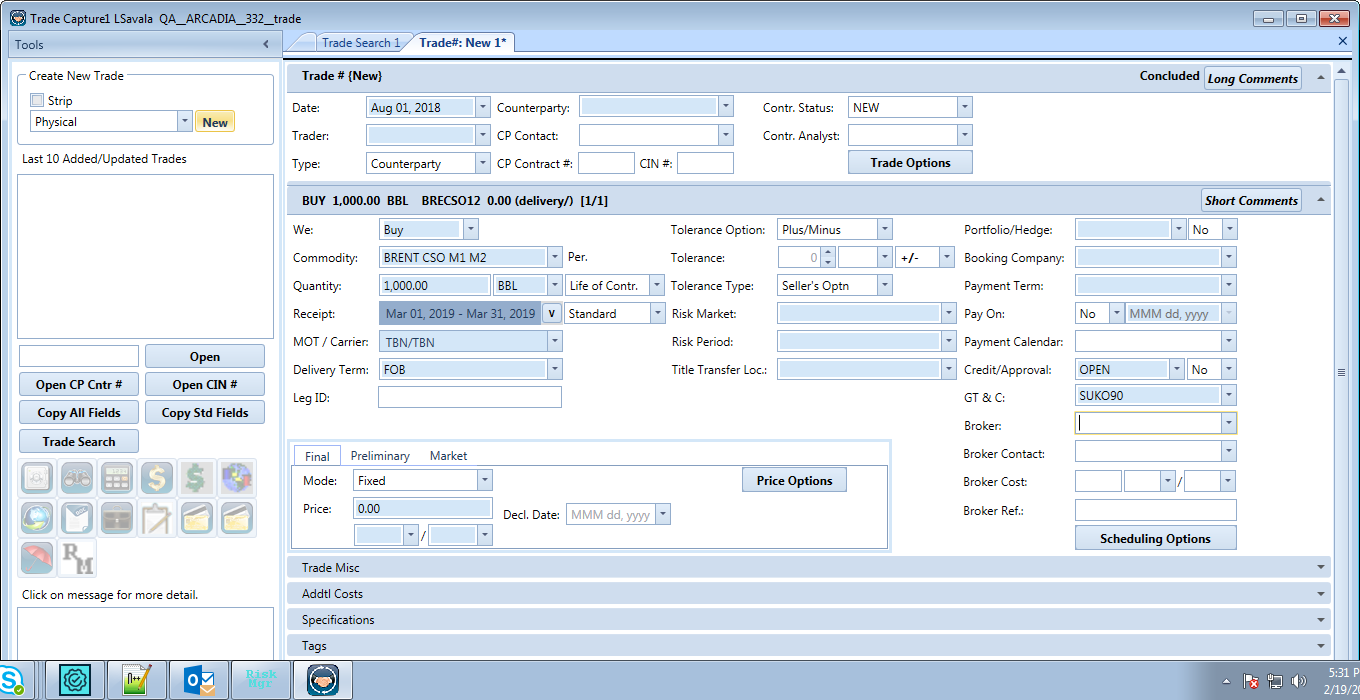 Trade Capture1 LSavala QA__ARCADIA__332__trade
Tools
Trade Search 1
Trade#: New 1*
Create New Trade
Strip
Physical
New
Last 10 Added/Updated Trades
Open
Open CP Cntr #
Open CIN #
Copy All Fields
Copy Std Fields
Trade Search
RM
Click on message for more detail.
Trade # {New}
Concluded
Long Comments
Date: Aug 01, 2018
Counterparty:
Contr. Status: NEW
Trader:
CP Contact:
Contr. Analyst:
Type: Counterparty
CP Contract #:
CIN #:
Trade Options
BUY 1,000.00 BBL BRECSO12 0.00 (delivery/) [1/1]
Short Comments
We: Buy
Tolerance Option: Plus/Minus
Portfolio/Hedge: No
Commodity: BRENT CSO M1 M2 Per.
Tolerance: 0 +/-
Booking Company:
Quantity: 1,000.00 BBL Life of Contr.
Tolerance Type: Seller's Optn
Payment Term:
Receipt: Mar 01, 2019 - Mar 31, 2019 v Standard
Risk Market:
Pay On: No MMM dd, yyyy
MOT / Carrier: TBN/TBN
Risk Period:
Payment Calendar:
Delivery Term: FOB
Title Transfer Loc.:
Credit/Approval: OPEN No
Leg ID:
GT & C: SUKO90
Broker:
Broker Contact:
Broker Cost: /
Broker Ref.:
Scheduling Options
Final Preliminary Market
Mode: Fixed
Price Options
Price: 0.00
Decl. Date: MMM dd, yyyy
/
Trade Misc
Addtl Costs
Specifications
Tags
Risk
Mgr
5:31 P
2/19/20